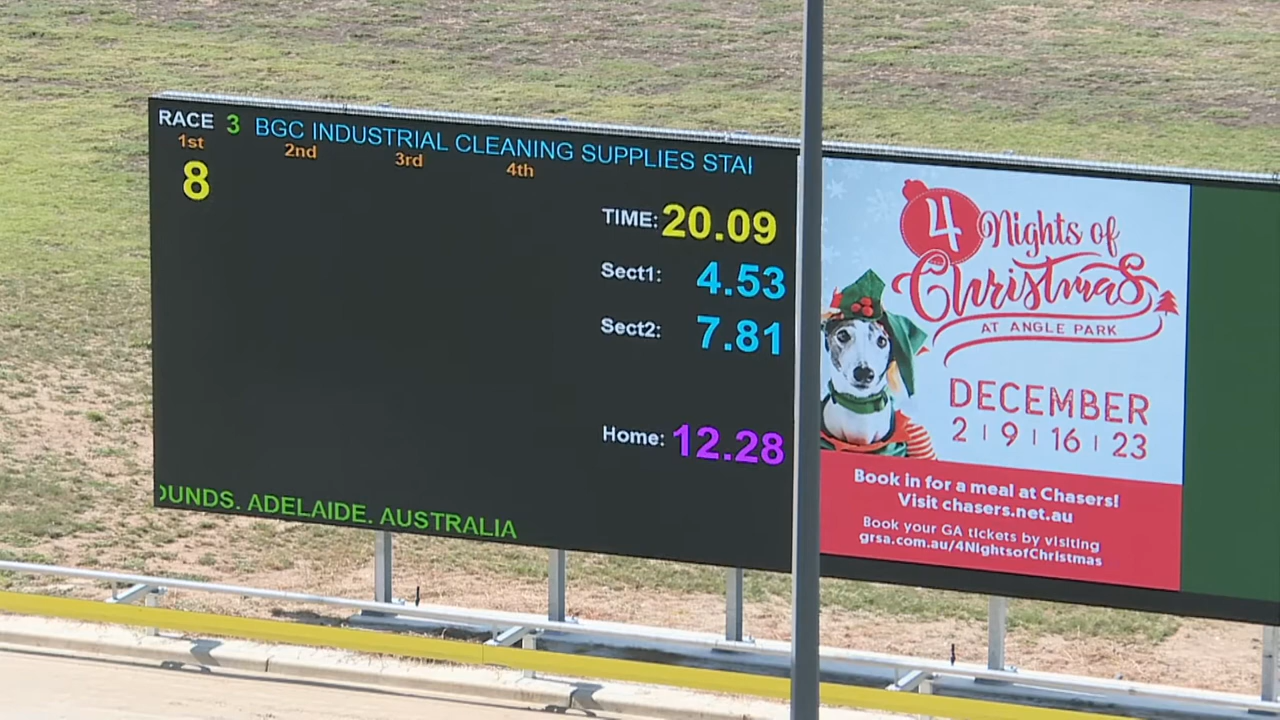 RACE 3 BGC INDUSTRIAL CLEANING SUPPLIES STAI
1st 2nd 3rd 4th
8
TIME: 20.09
Sect1: 4.53
Sect2: 7.81
Home: 12.28
OUNDS. ADELAIDE. AUSTRALIA
4 Nights of
Christmas
AT ANGLE PARK
DECEMBER
2 | 9 | 16 | 23
Book in for a meal at Chasers!
Visit chasers.net.au
Book your GA tickets by visiting
grsa.com.au/4NightsofChristmas